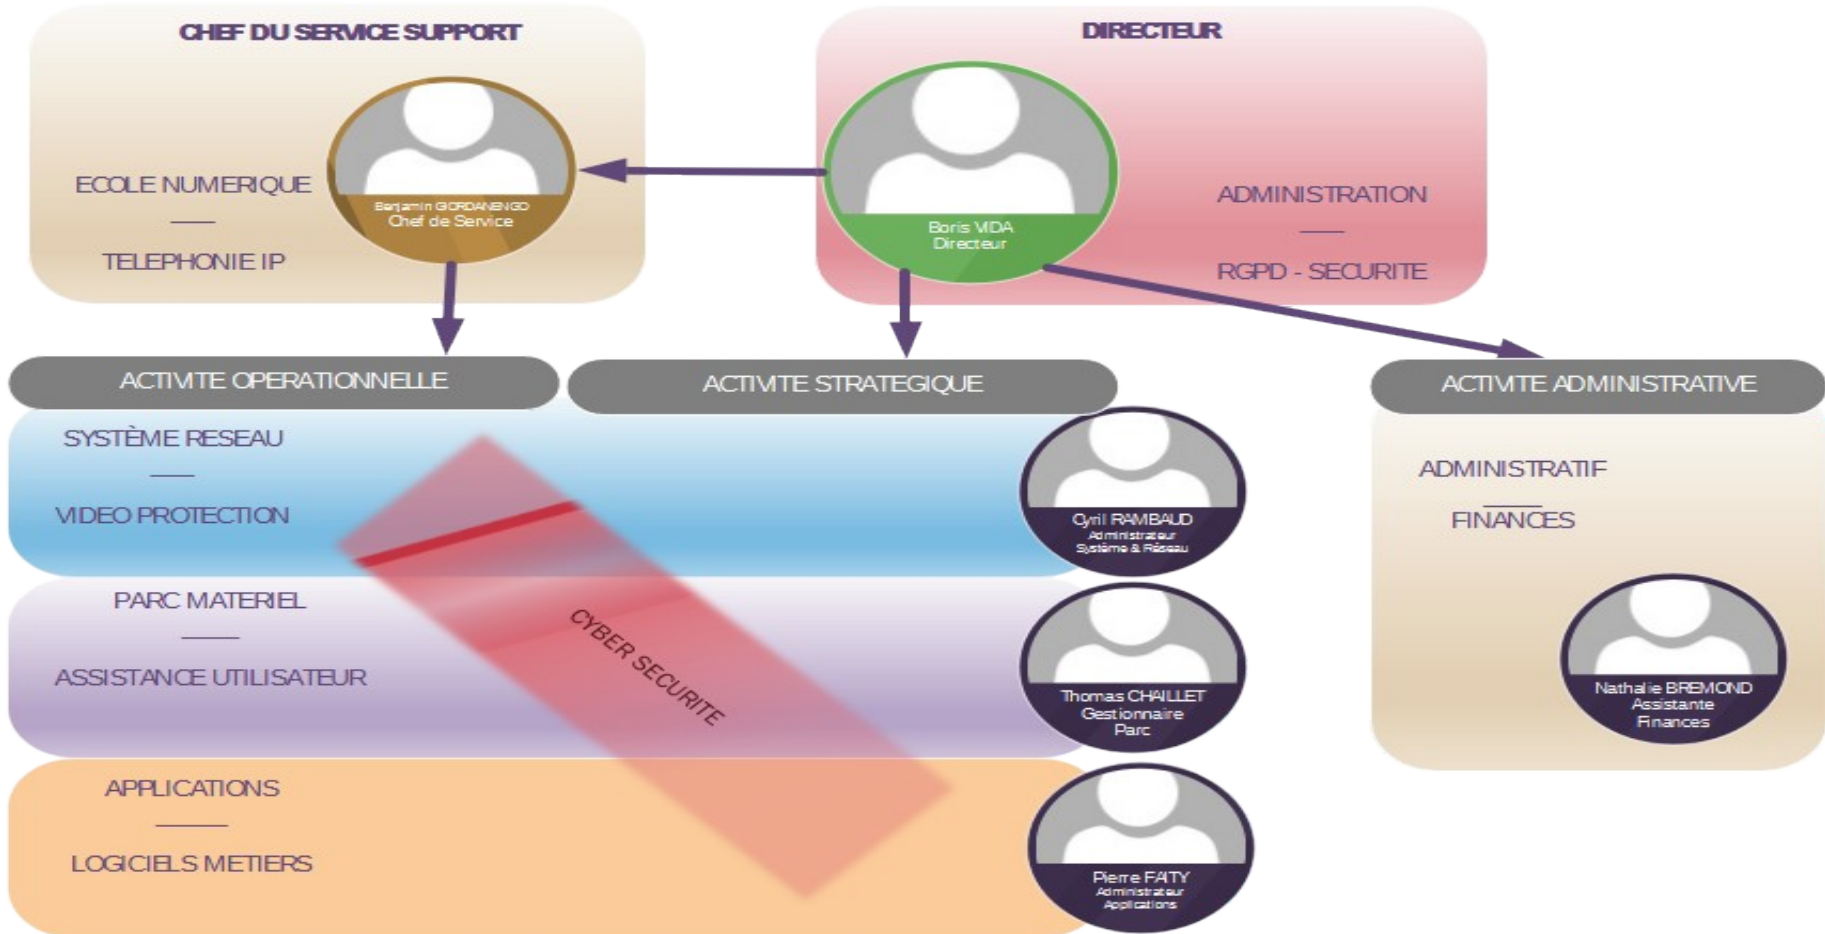 CHEF DU SERVICE SUPPORT
ECOLE NUMERIQUE
TELEPHONIE IP
Benjamin GIORDANENGO
Chef de Service
DIRECTEUR
Boris VIDA
Directeur
ADMINISTRATION
RGPD - SECURITE
ACTIVITE OPERATIONNELLE
ACTIVITE STRATEGIQUE
ACTIVITE ADMINISTRATIVE
SYSTÈME RESEAU
VIDEO PROTECTION
Cyril RAMBAUD
Administrateur
Système & Réseau
PARC MATERIEL
ASSISTANCE UTILISATEUR
CYBER SECURITE
Thomas CHAILLET
Gestionnaire
Parc
APPLICATIONS
LOGICIELS METIERS
Pierre FAITY
Administrateur
Applications
ADMINISTRATIF
FINANCES
Nathalie BREMOND
Assistante
Finances